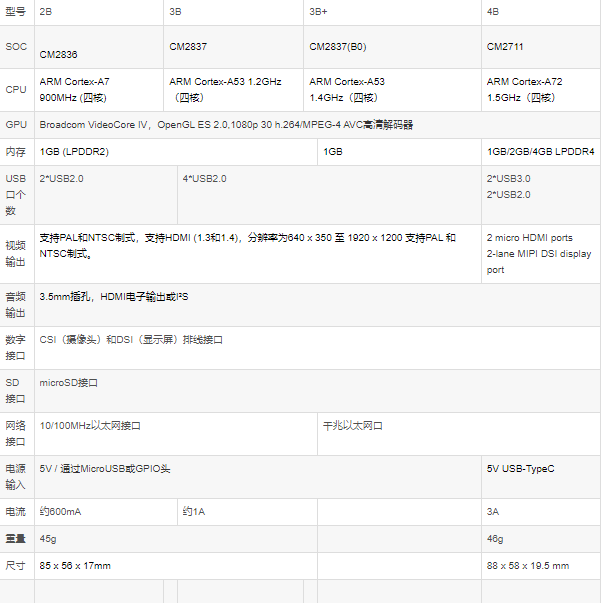 型号 2B 3B 3B+ 4B
SOC CM2836 CM2837 CM2837(B0) CM2711
CPU ARM Cortex-A7 ARM Cortex-A53 1.2GHz ARM Cortex-A53 ARM Cortex-A72
900MHz (四核) （四核） 1.4GHz（四核） 1.5GHz（四核）
GPU Broadcom VideoCore IV，OpenGL ES 2.0,1080p 30 h.264/MPEG-4 AVC高清解码器
内存 1GB (LPDDR2) 1GB 1GB/2GB/4GB LPDDR4
USB 2*USB2.0 4*USB2.0 2*USB3.0
口个 2*USB2.0
数
视频 支持PAL和NTSC制式，支持HDMI (1.3和1.4)，分辨率为640 x 350 至 1920 x 1200 支持PAL 和 2 micro HDMI ports
输出 NTSC制式。 2-lane MIPI DSI display
port
音频 3.5mm插孔，HDMI电子输出或I²S
输出
数字 CSI（摄像头）和DSI（显示屏）排线接口
接口
SD microSD接口
接口
网络 10/100MHz以太网接口 千兆以太网口
接口
电源 5V / 通过MicroUSB或GPIO头 5V USB-TypeC
输入
电流 约600mA 约1A 3A
重量 45g 46g
尺寸 85 x 56 x 17mm 88 x 58 x 19.5 mm